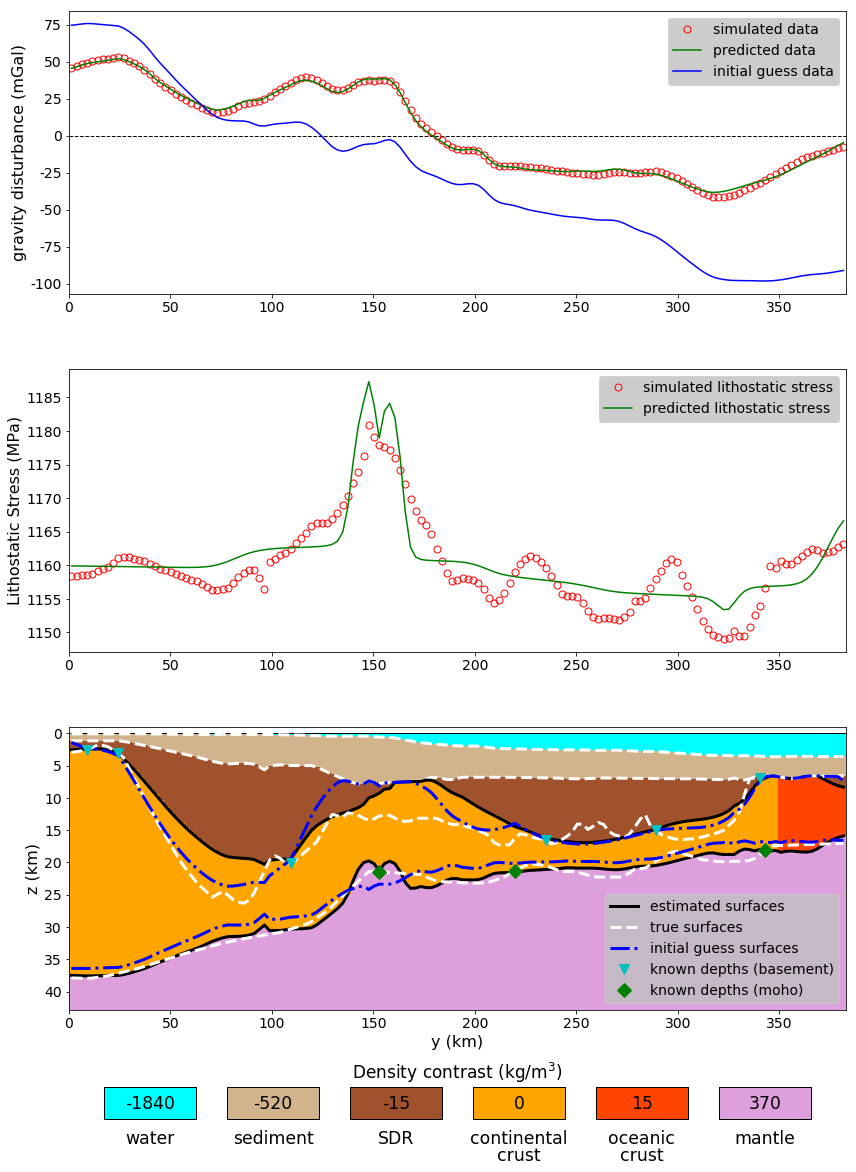 gravity disturbance (mGal)
75
50
25
0
-25
-50
-75
-100
simulated data
predicted data
initial guess data
0 50 100 150 200 250 300 350
Lithostatic Stress (MPa)
1185
1180
1175
1170
1165
1160
1155
1150
simulated lithostatic stress
predicted lithostatic stress
0 50 100 150 200 250 300 350
z (km)
0
5
10
15
20
25
30
35
40
estimated surfaces
true surfaces
initial guess surfaces
known depths (basement)
known depths (moho)
0 50 100 150 200 250 300 350
y (km)
Density contrast (kg/m³)
-1840 -520 -15 0 15 370
water sediment SDR continental oceanic mantle
crust crust